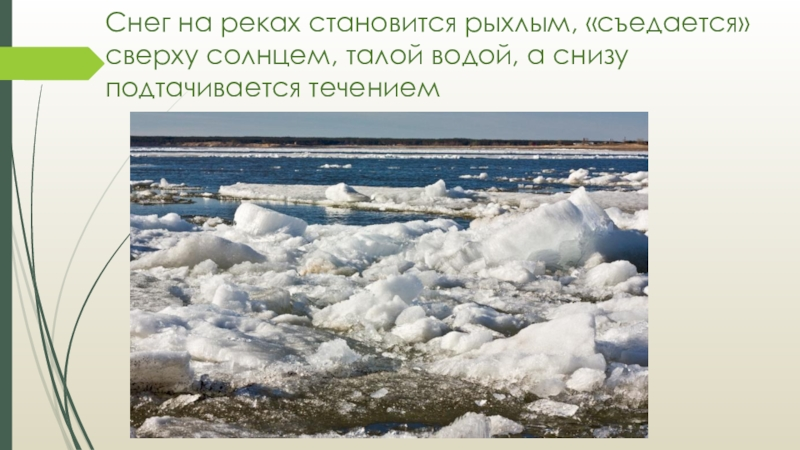 Снег на реках становится рыхлым, «съедается»
сверху солнцем, талой водой, а снизу
подтачивается течением